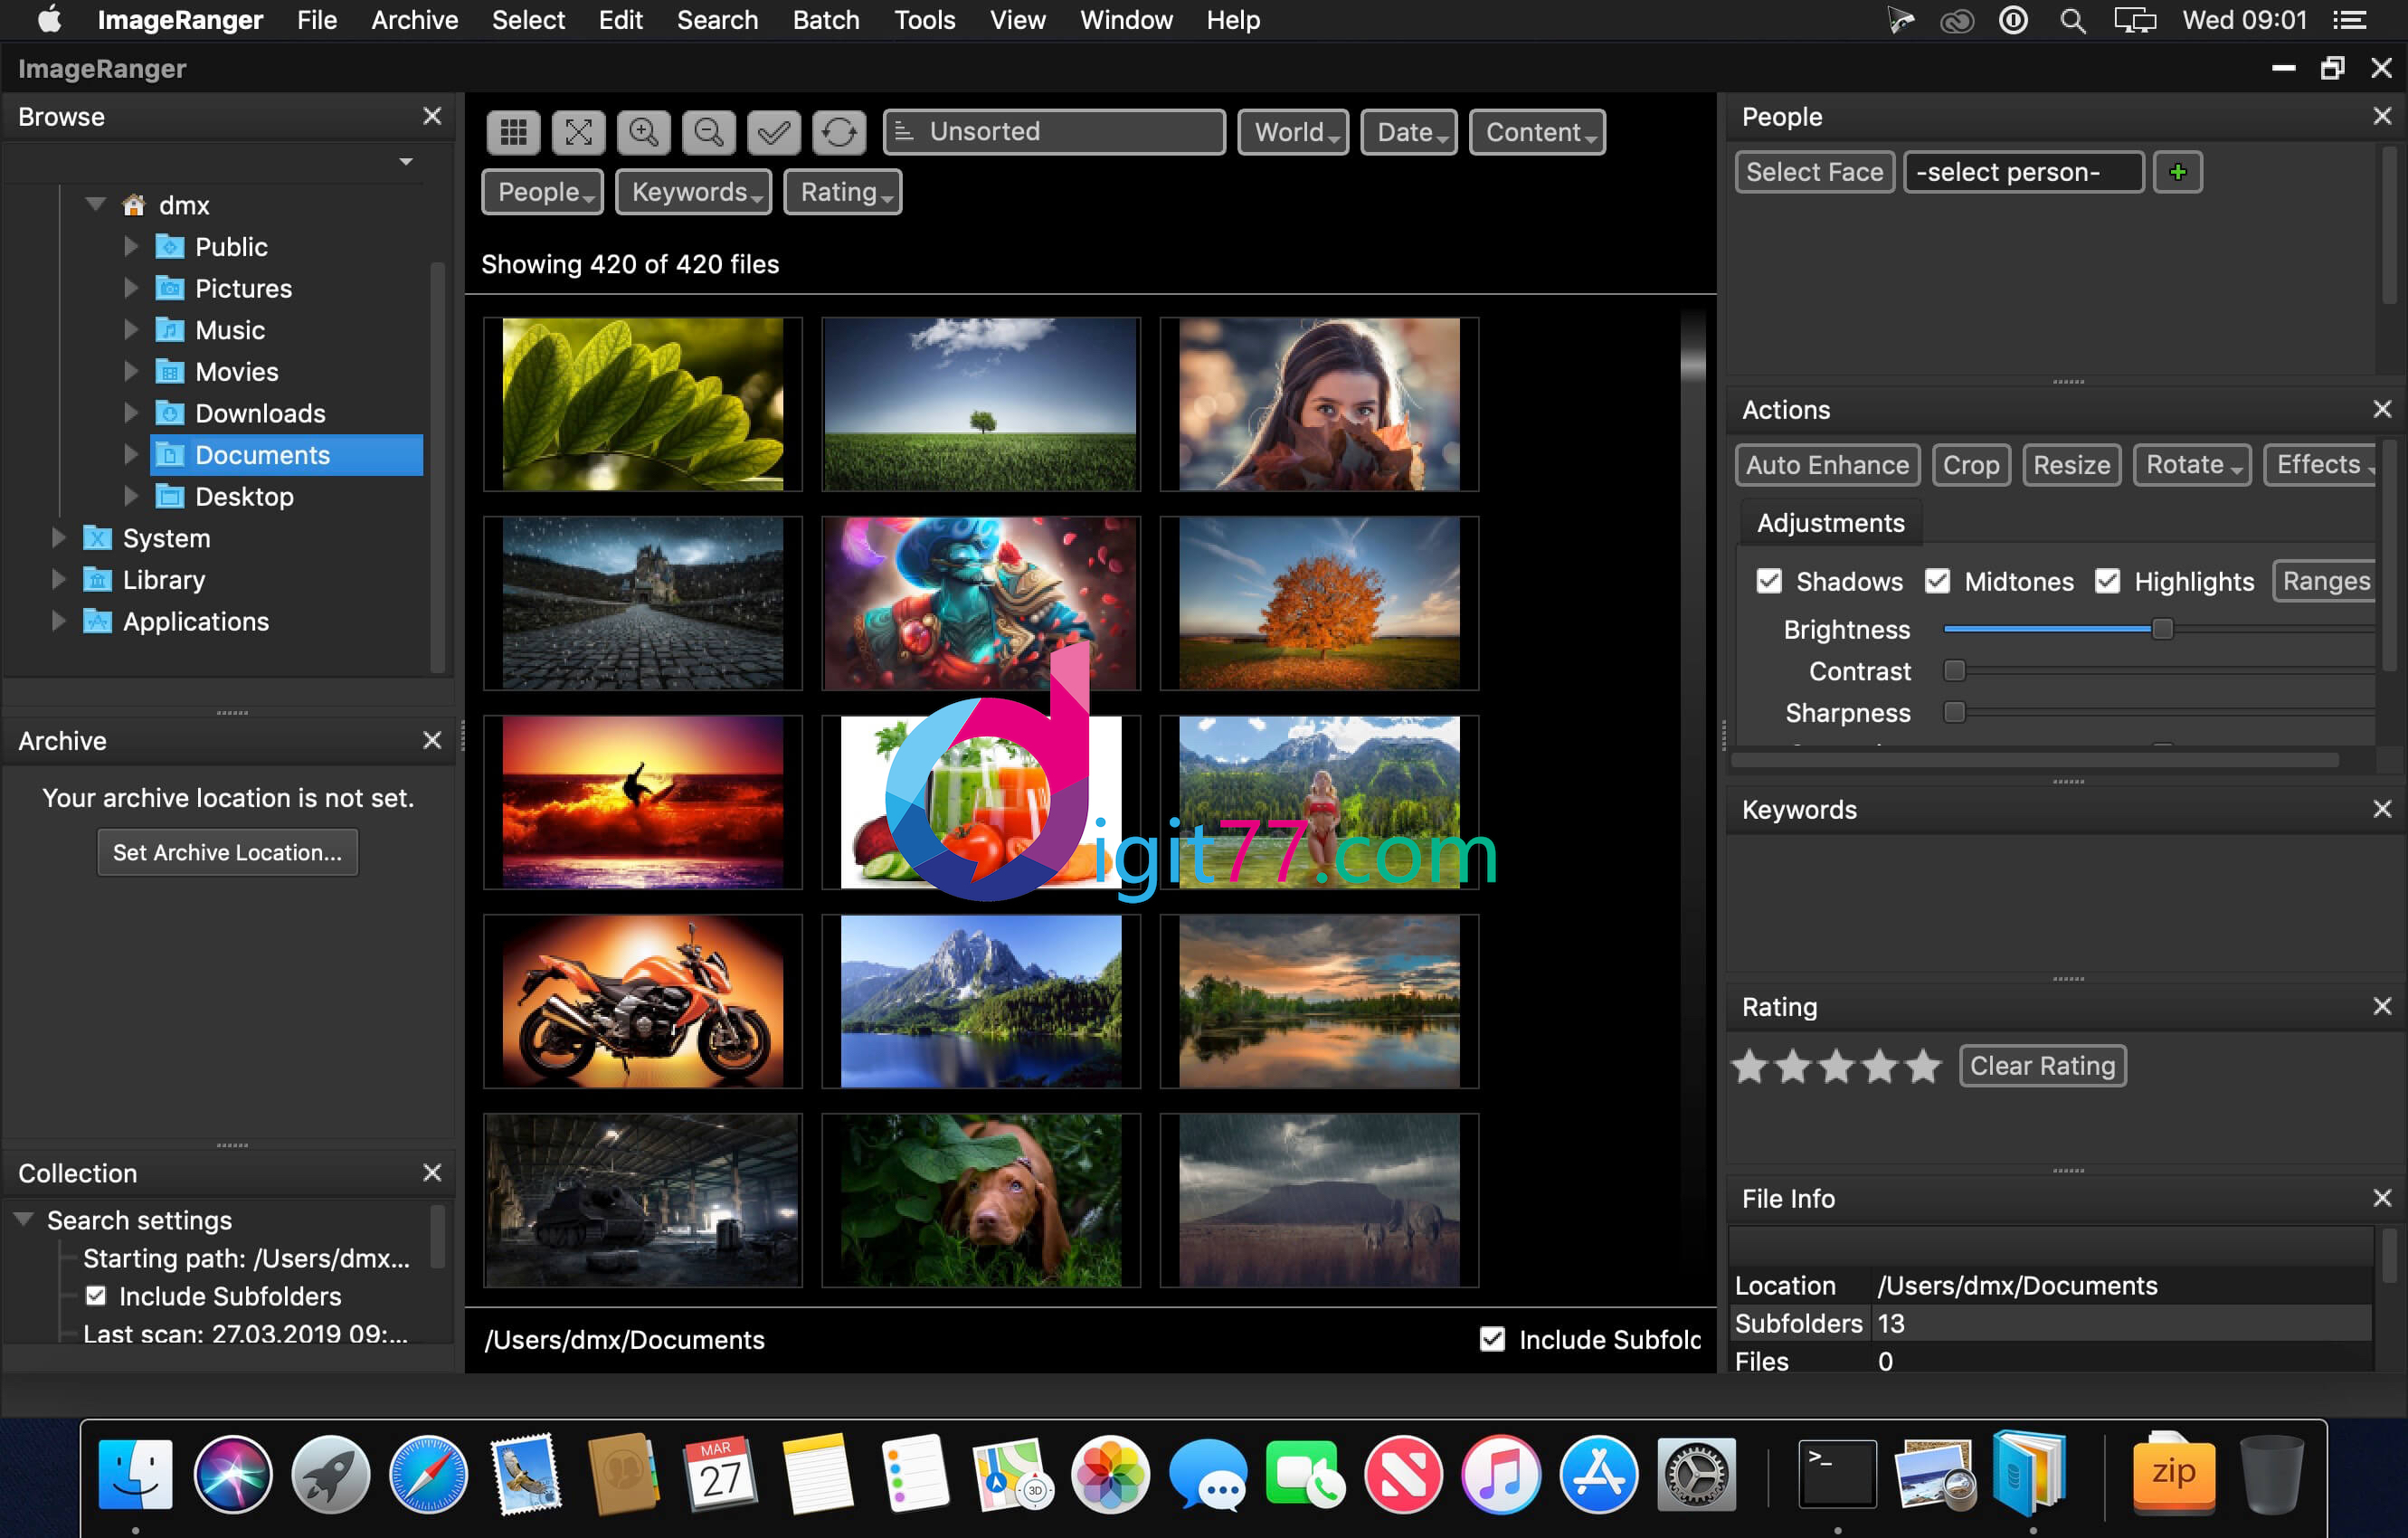 ImageRanger File Archive Select Edit Search Batch Tools View Window Help Wed 09:01
ImageRanger
Browse
dmx
Public
Pictures
Music
Movies
Downloads
Documents
Desktop
System
Library
Applications
Archive
Your archive location is not set.
Set Archive Location...
Collection
Search settings
Starting path: /Users/dmx...
Include Subfolders
Last scan: 27.03.2019 09:...
Unsorted World Date Content
People Keywords Rating
Showing 420 of 420 files
digit77.com
/Users/dmx/Documents Include Subfolc
People
Select Face -select person-
Actions
Auto Enhance Crop Resize Rotate Effects
Adjustments
Shadows Midtones Highlights Ranges
Brightness
Contrast
Sharpness
Keywords
Rating
Clear Rating
File Info
Location /Users/dmx/Documents
Subfolders 13
Files 0
MAR
27
3D
>_
zip